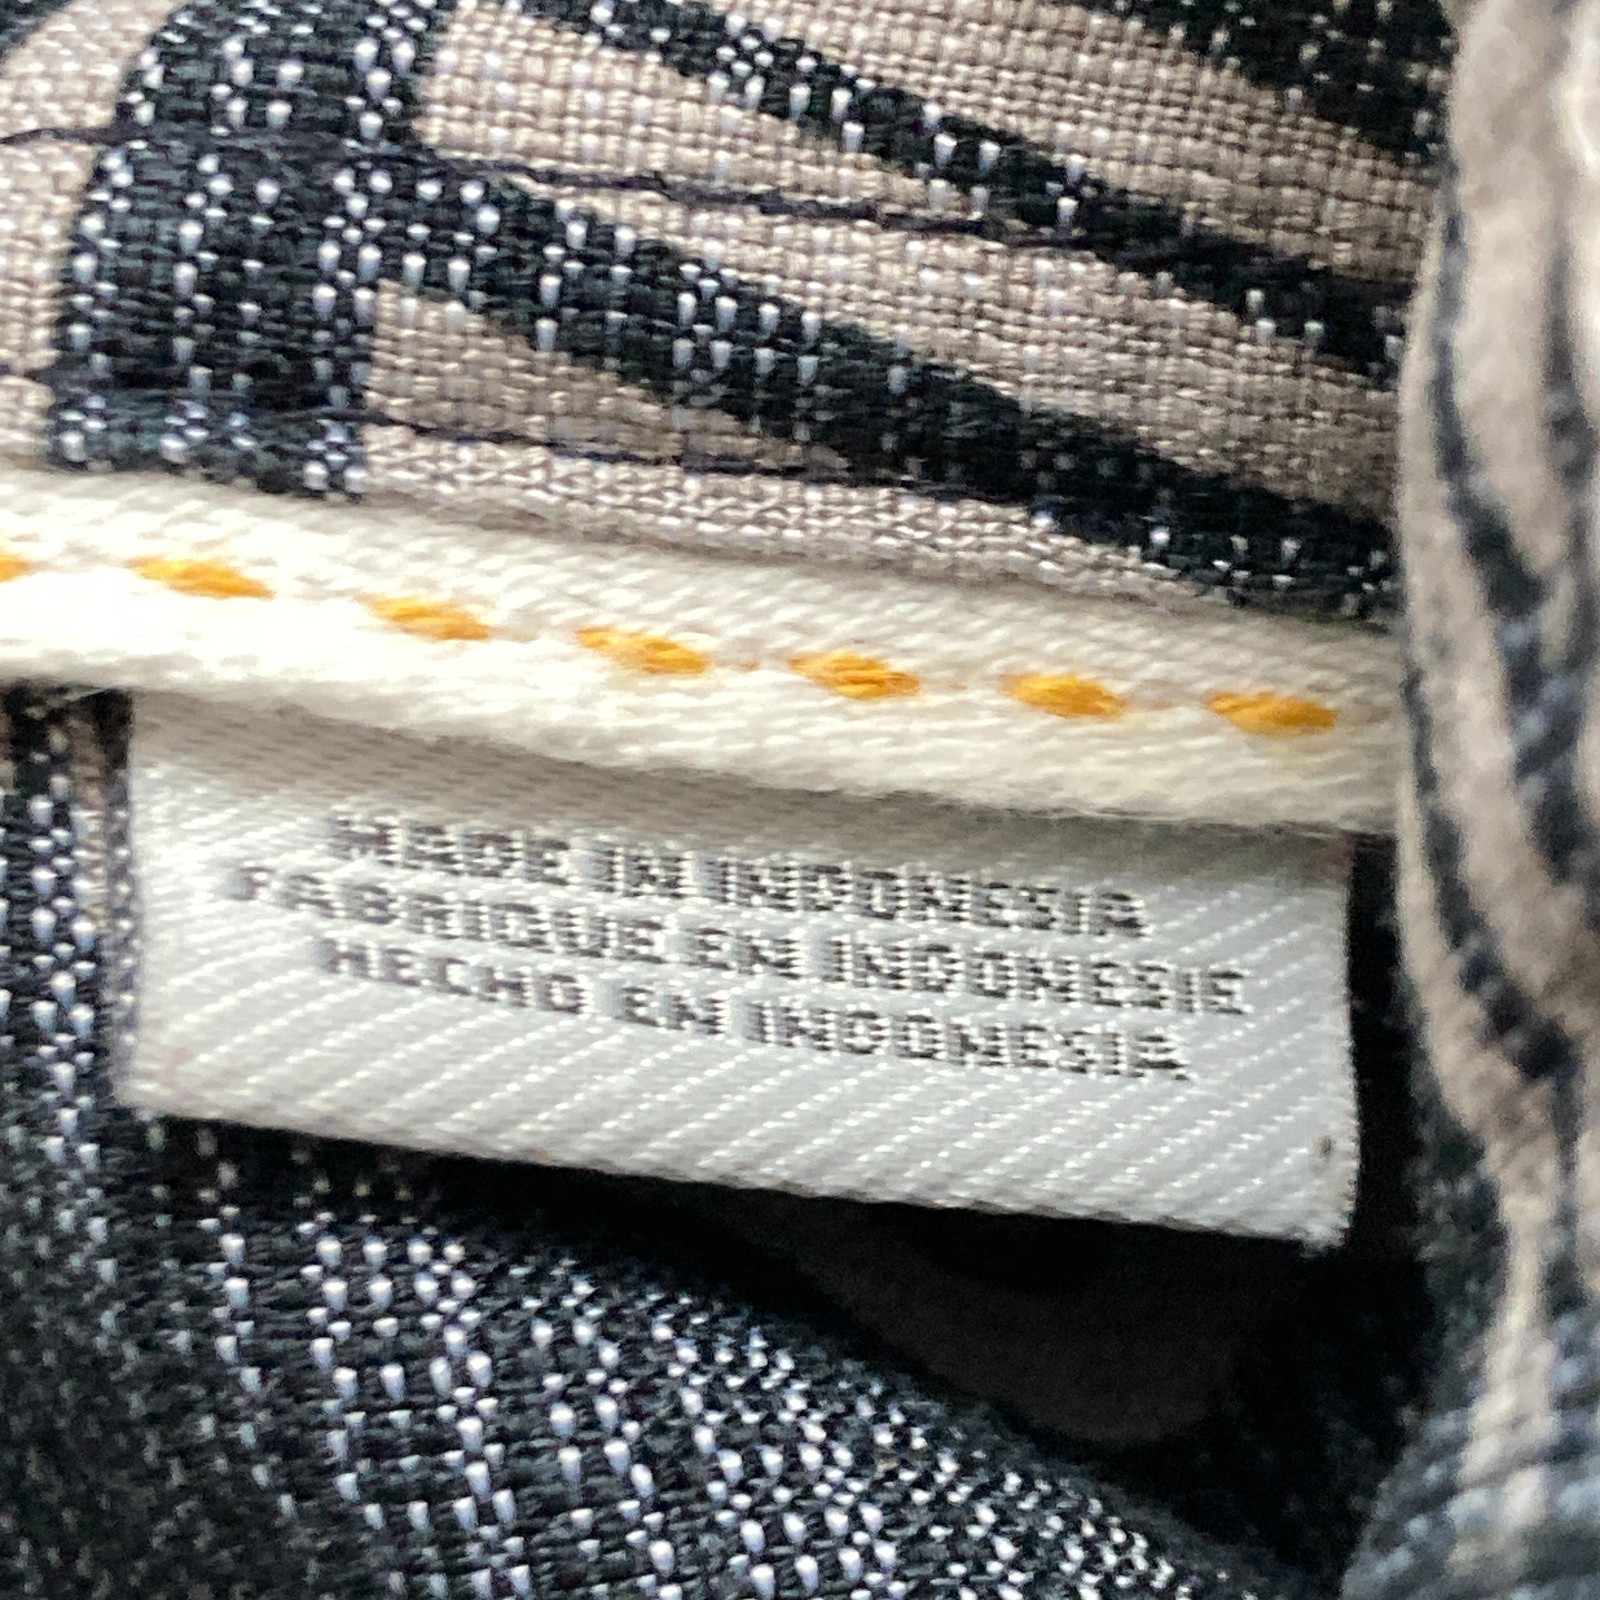 MADE IN INDONESIA
FABRIQUE EN INDONESIE
HECHO EN INDONESIA